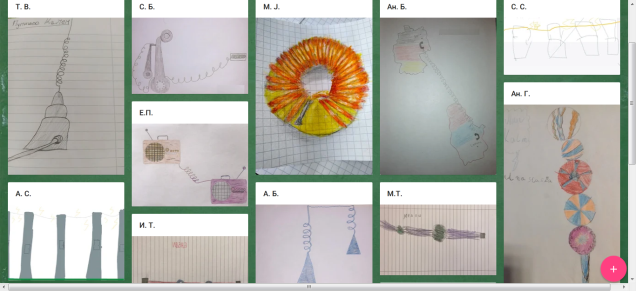 Т. В.
С. Б.
М. Ј.
Ан. Б.
С. С.
Е.П.
Ан. Г.
А. С.
И. Т.
А. Б.
М.Т.